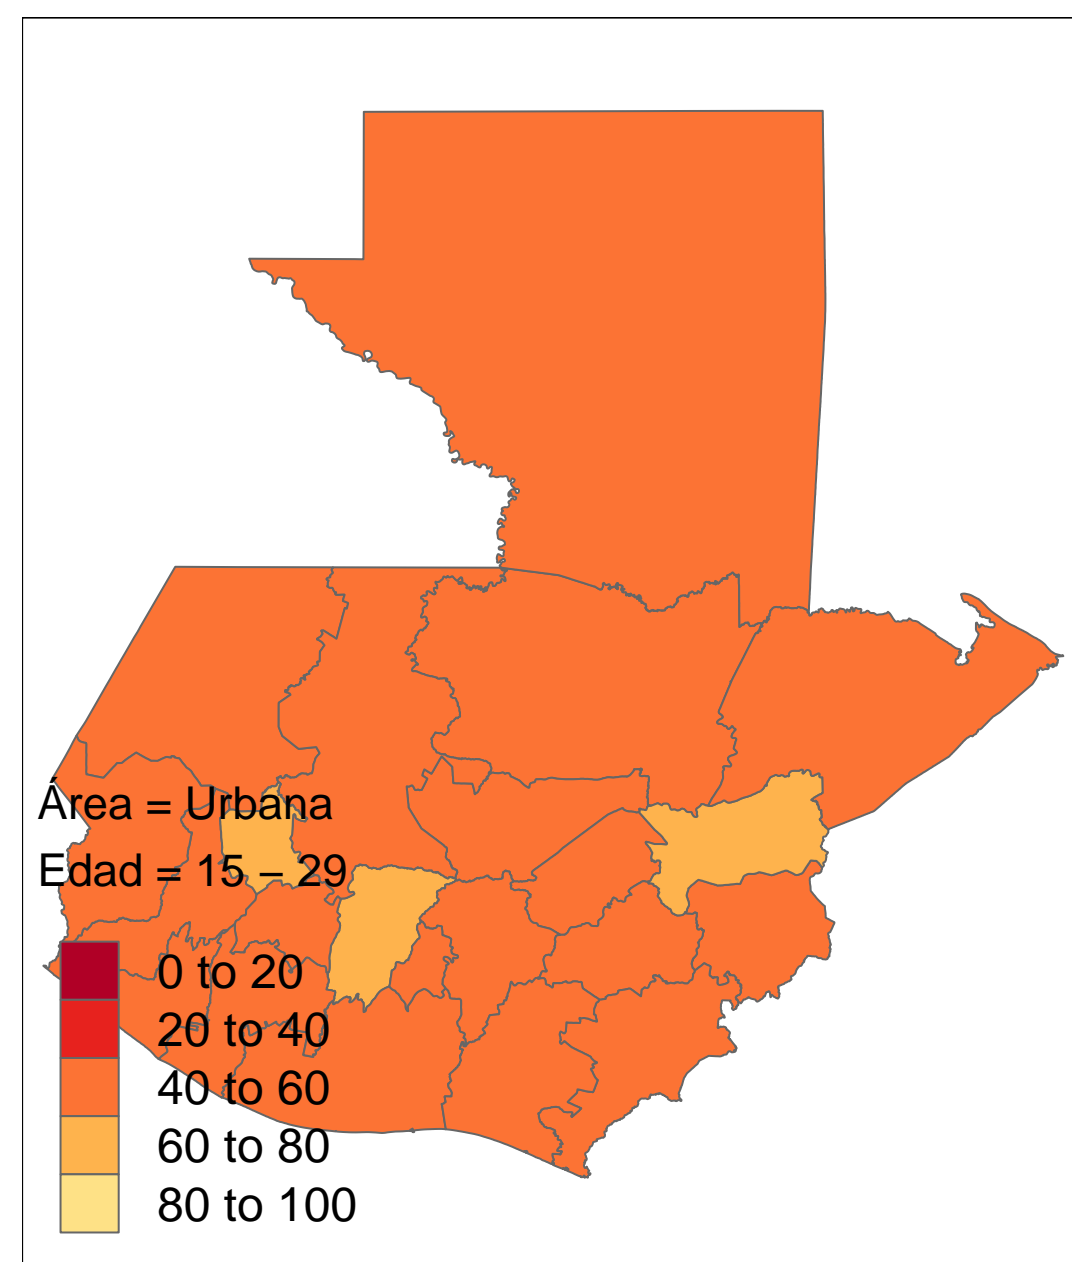 Área = Urbana
Edad = 15 – 29
0 to 20
20 to 40
40 to 60
60 to 80
80 to 100